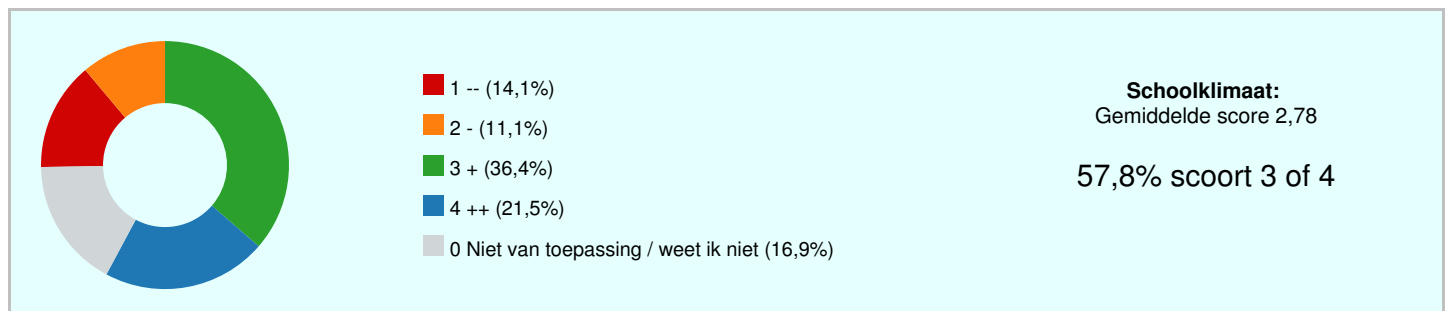 1 -- (14,1%)
2 - (11,1%)
3 + (36,4%)
4 ++ (21,5%)
0 Niet van toepassing / weet ik niet (16,9%)
Schoolklimaat:
Gemiddelde score 2,78
57,8% scoort 3 of 4